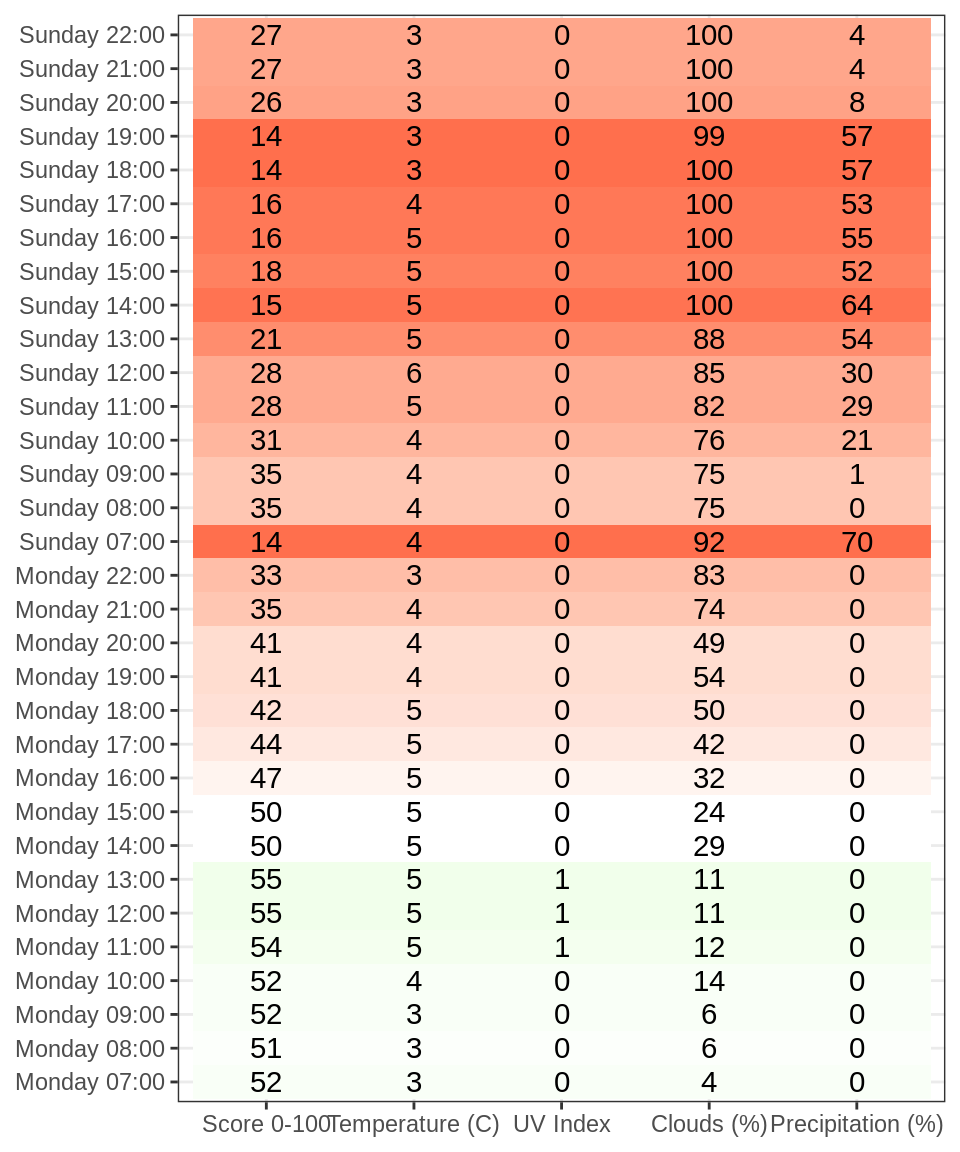 Sunday 22:00 27 3 0 100 4
Sunday 21:00 27 3 0 100 4
Sunday 20:00 26 3 0 100 8
Sunday 19:00 14 3 0 99 57
Sunday 18:00 14 3 0 100 57
Sunday 17:00 16 4 0 100 53
Sunday 16:00 16 5 0 100 55
Sunday 15:00 18 5 0 100 52
Sunday 14:00 15 5 0 100 64
Sunday 13:00 21 5 0 88 54
Sunday 12:00 28 6 0 85 30
Sunday 11:00 28 5 0 82 29
Sunday 10:00 31 4 0 76 21
Sunday 09:00 35 4 0 75 1
Sunday 08:00 35 4 0 75 0
Sunday 07:00 14 4 0 92 70
Monday 22:00 33 3 0 83 0
Monday 21:00 35 4 0 74 0
Monday 20:00 41 4 0 49 0
Monday 19:00 41 4 0 54 0
Monday 18:00 42 5 0 50 0
Monday 17:00 44 5 0 42 0
Monday 16:00 47 5 0 32 0
Monday 15:00 50 5 0 24 0
Monday 14:00 50 5 0 29 0
Monday 13:00 55 5 1 11 0
Monday 12:00 55 5 1 11 0
Monday 11:00 54 5 1 12 0
Monday 10:00 52 4 0 14 0
Monday 09:00 52 3 0 6 0
Monday 08:00 51 3 0 6 0
Monday 07:00 52 3 0 4 0
Score 0-100 Temperature (C) UV Index Clouds (%) Precipitation (%)